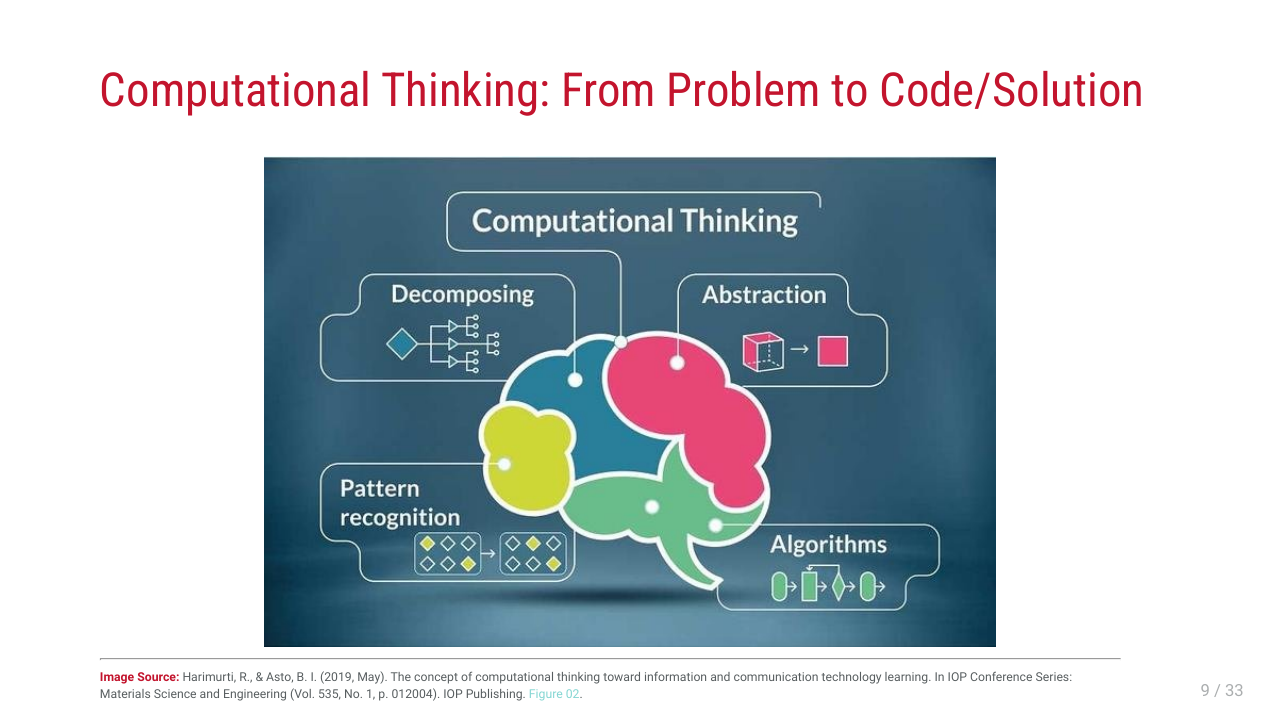 Computational Thinking: From Problem to Code/Solution
Computational Thinking
Decomposing
Abstraction
Pattern
recognition
Algorithms
Image Source: Harimurti, R., & Asto, B. I. (2019, May). The concept of computational thinking toward information and communication technology learning. In IOP Conference Series:
Materials Science and Engineering (Vol. 535, No. 1, p. 012004). IOP Publishing. Figure 02.
9 / 33